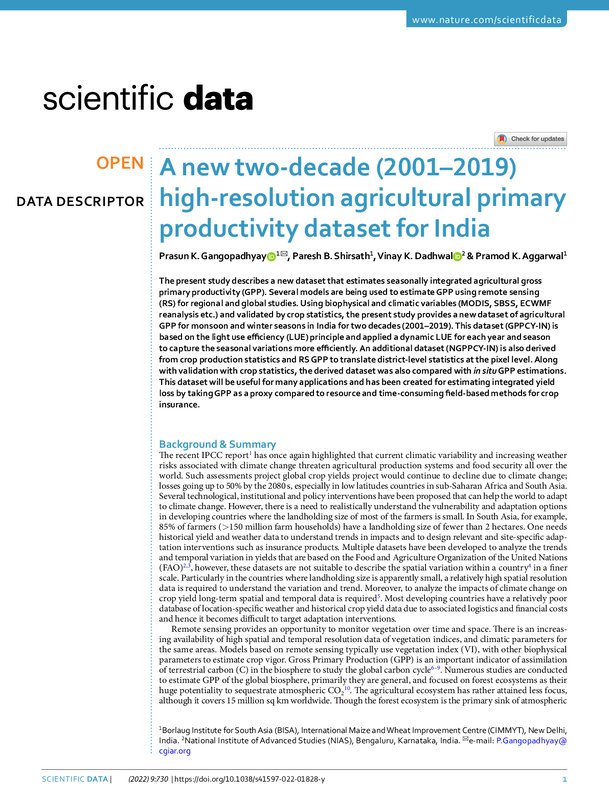 www.nature.com/scientificdata
scientific data
Check for updates
OPEN
DATA DESCRIPTOR
A new two-decade (2001–2019)
high-resolution agricultural primary
productivity dataset for India
Prasun K. Gangopadhyay 1✉, Paresh B. Shirsath1, Vinay K. Dadhwal 2 & Pramod K. Aggarwal1
The present study describes a new dataset that estimates seasonally integrated agricultural gross
primary productivity (GPP). Several models are being used to estimate GPP using remote sensing
(RS) for regional and global studies. Using biophysical and climatic variables (MODIS, SBSS, ECWMF
reanalysis etc.) and validated by crop statistics, the present study provides a new dataset of agricultural
GPP for monsoon and winter seasons in India for two decades (2001–2019). This dataset (GPPCY-IN) is
based on the light use efficiency (LUE) principle and applied a dynamic LUE for each year and season
to capture the seasonal variations more efficiently. An additional dataset (NGPPCY-IN) is also derived
from crop production statistics and RS GPP to translate district-level statistics at the pixel level. Along
with validation with crop statistics, the derived dataset was also compared with in situ GPP estimations.
This dataset will be useful for many applications and has been created for estimating integrated yield
loss by taking GPP as a proxy compared to resource and time-consuming field-based methods for crop
insurance.
Background & Summary
The recent IPCC report1 has once again highlighted that current climatic variability and increasing weather
risks associated with climate change threaten agricultural production systems and food security all over the
world. Such assessments project global crop yields project would continue to decline due to climate change;
losses going up to 50% by the 2080 s, especially in low latitudes countries in sub-Saharan Africa and South Asia.
Several technological, institutional and policy interventions have been proposed that can help the world to adapt
to climate change. However, there is a need to realistically understand the vulnerability and adaptation options
in developing countries where the landholding size of most of the farmers is small. In South Asia, for example,
85% of farmers (>150 million farm households) have a landholding size of fewer than 2 hectares. One needs
historical yield and weather data to understand trends in impacts and to design relevant and site-specific adap-
tation interventions such as insurance products. Multiple datasets have been developed to analyze the trends
and temporal variation in yields that are based on the Food and Agriculture Organization of the United Nations
(FAO)2,3, however, these datasets are not suitable to describe the spatial variation within a country4 in a finer
scale. Particularly in the countries where landholding size is apparently small, a relatively high spatial resolution
data is required to understand the variation and trend. Moreover, to analyze the impacts of climate change on
crop yield long-term spatial and temporal data is required5. Most developing countries have a relatively poor
database of location-specific weather and historical crop yield data due to associated logistics and financial costs
and hence it becomes difficult to target adaptation interventions.
Remote sensing provides an opportunity to monitor vegetation over time and space. There is an increas-
ing availability of high spatial and temporal resolution data of vegetation indices, and climatic parameters for
the same areas. Models based on remote sensing typically use vegetation index (VI), with other biophysical
parameters to estimate crop vigor. Gross Primary Production (GPP) is an important indicator of assimilation
of terrestrial carbon (C) in the biosphere to study the global carbon cycle6–9. Numerous studies are conducted
to estimate GPP of the global biosphere, primarily they are general, and focused on forest ecosystems as their
huge potentiality to sequestrate atmospheric CO2 10. The agricultural ecosystem has rather attained less focus,
although it covers 15 million sq km worldwide. Though the forest ecosystem is the primary sink of atmospheric
1Borlaug Institute for South Asia (BISA), International Maize and Wheat Improvement Centre (CIMMYT), New Delhi,
India. 2National Institute of Advanced Studies (NIAS), Bengaluru, Karnataka, India. ✉e-mail: P.Gangopadhyay@
cgiar.org
SCIENTIFIC DATA | (2022) 9:730 | https://doi.org/10.1038/s41597-022-01828-y 1